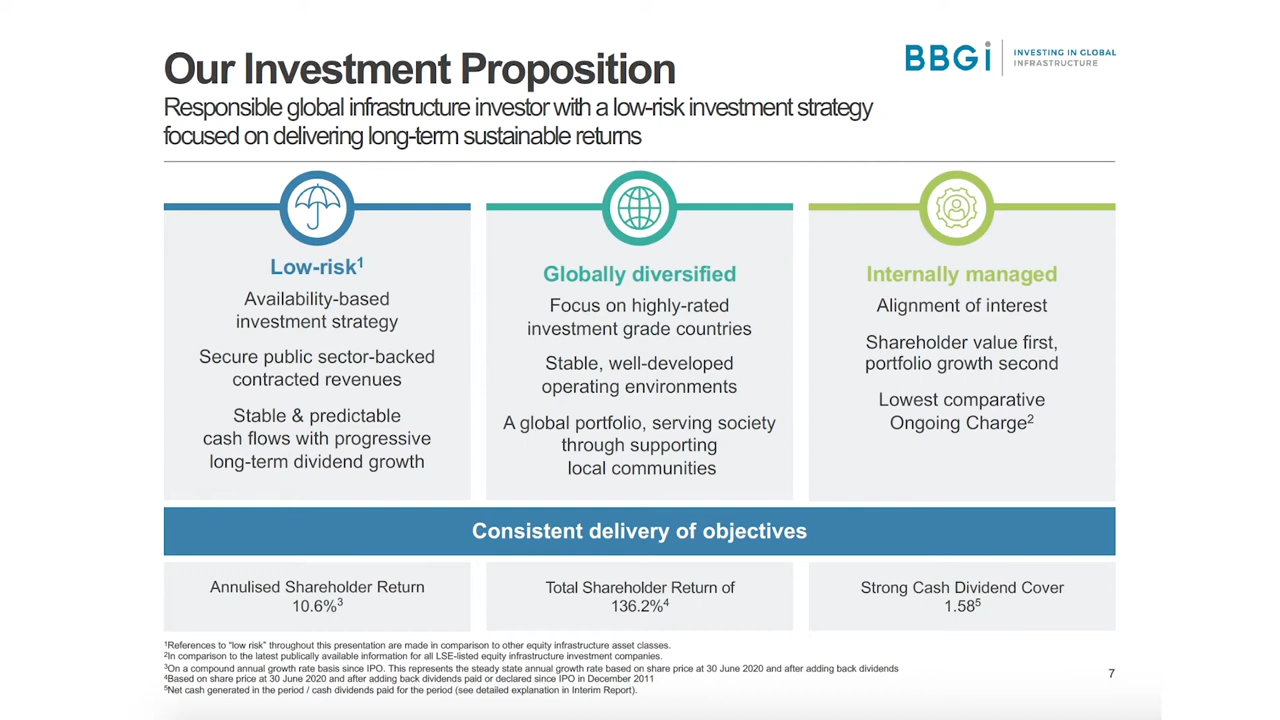 Our Investment Proposition
Responsible global infrastructure investor with a low-risk investment strategy
focused on delivering long-term sustainable returns
BBGi
INVESTING IN GLOBAL
INFRASTRUCTURE
Low-risk¹
Availability-based
investment strategy
Secure public sector-backed
contracted revenues
Stable & predictable
cash flows with progressive
long-term dividend growth
Globally diversified
Focus on highly-rated
investment grade countries
Stable, well-developed
operating environments
A global portfolio, serving society
through supporting
local communities
Internally managed
Alignment of interest
Shareholder value first,
portfolio growth second
Lowest comparative
Ongoing Charge²
Consistent delivery of objectives
Annulised Shareholder Return
10.6%³
Total Shareholder Return of
136.2%⁴
Strong Cash Dividend Cover
1.58⁵
¹References to “low risk” throughout this presentation are made in comparison to other equity infrastructure asset classes.
²In comparison to the latest publically available information for all LSE-listed equity infrastructure investment companies.
³On a compound annual growth rate basis since IPO. This represents the steady state annual growth rate based on share price at 30 June 2020 and after adding back dividends
⁴Based on share price at 30 June 2020 and after adding back dividends paid or declared since IPO in December 2011
⁵Net cash generated in the period / cash dividends paid for the period (see detailed explanation in Interim Report).
7